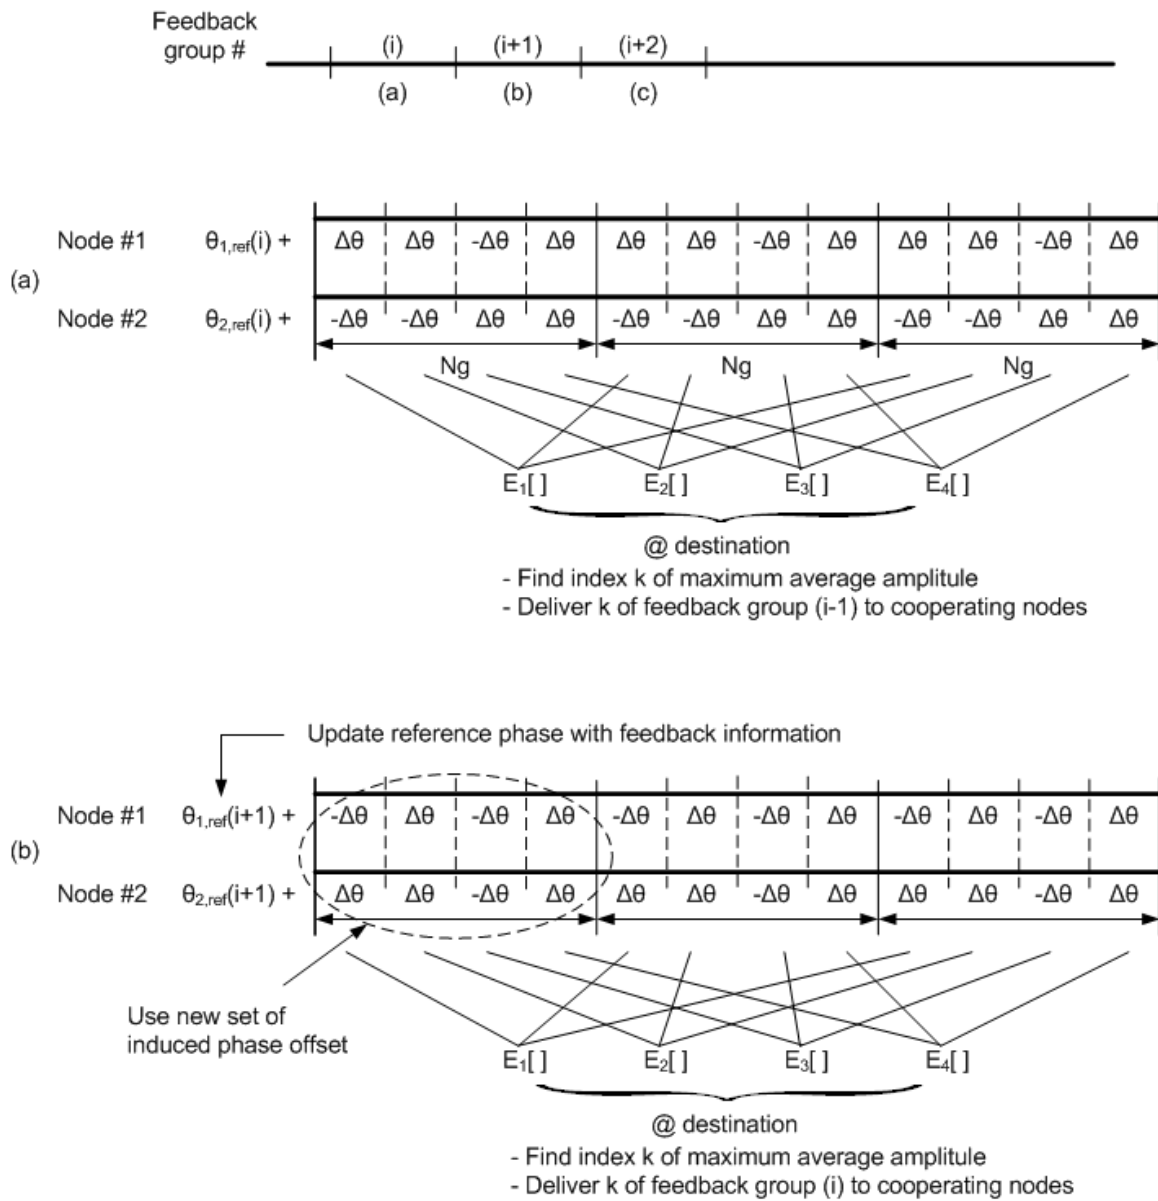 Feedback
group #
(i) (i+1) (i+2)
(a) (b) (c)
(a)
Node #1 θ1,ref(i) + Δθ Δθ -Δθ Δθ Δθ Δθ -Δθ Δθ Δθ Δθ -Δθ Δθ
Node #2 θ2,ref(i) + -Δθ -Δθ Δθ Δθ -Δθ -Δθ Δθ Δθ -Δθ -Δθ Δθ Δθ
Ng Ng Ng
E1[ ] E2[ ] E3[ ] E4[ ]
@ destination
- Find index k of maximum average amplitule
- Deliver k of feedback group (i-1) to cooperating nodes
Update reference phase with feedback information
(b)
Node #1 θ1,ref(i+1) + -Δθ Δθ -Δθ Δθ -Δθ Δθ -Δθ Δθ -Δθ Δθ -Δθ Δθ
Node #2 θ2,ref(i+1) + Δθ Δθ -Δθ Δθ Δθ Δθ -Δθ Δθ Δθ Δθ -Δθ Δθ
Use new set of
induced phase offset
E1[ ] E2[ ] E3[ ] E4[ ]
@ destination
- Find index k of maximum average amplitule
- Deliver k of feedback group (i) to cooperating nodes